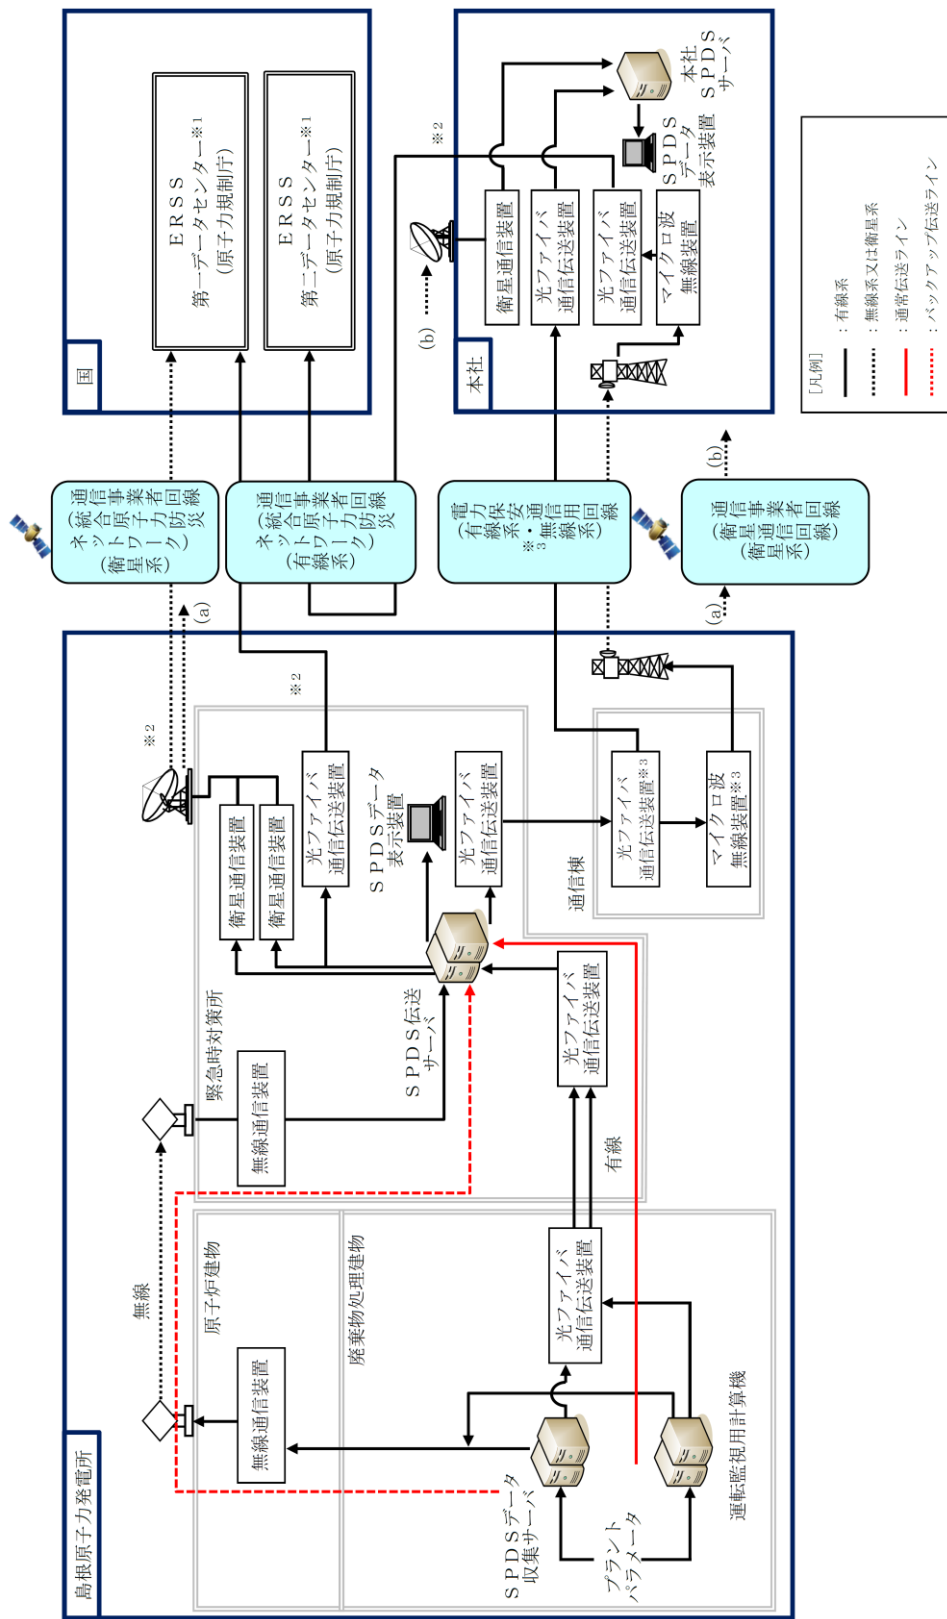 島根原子力発電所
無線
原子炉建物
無線通信装置
廃棄物処理建物
SPDSデータ
収集サーバ
プラント
パラメータ
運転監視用計算機
光ファイバ
通信伝送装置
有線
緊急時対策所
無線通信装置
SPDS伝送
サーバ
光ファイバ
通信伝送装置
※2
衛星通信装置
衛星通信装置
光ファイバ
通信伝送装置
※2
SPDSデータ
表示装置
光ファイバ
通信伝送装置
通信棟
光ファイバ
通信伝送装置※3
マイクロ波
無線装置※3
(a)
通信事業者回線
(統合原子力防災
ネットワーク)
(衛星系)
通信事業者回線
(統合原子力防災
ネットワーク)
(有線系)
電力保安通信用回線
(有線系・無線系)
※3
(a)
通信事業者回線
(衛星通信回線)
(衛星系)
(b)
国
ERSS
第一データセンター※1
(原子力規制庁)
ERSS
第二データセンター※1
(原子力規制庁)
本社
(b)
※2
衛星通信装置
光ファイバ
通信伝送装置
光ファイバ
通信伝送装置
マイクロ波
無線装置
本社
SPDS
サーバ
SPDS
データ
表示装置
[凡例]
:有線系
:無線系又は衛星系
:通常伝送ライン
:バックアップ伝送ライン